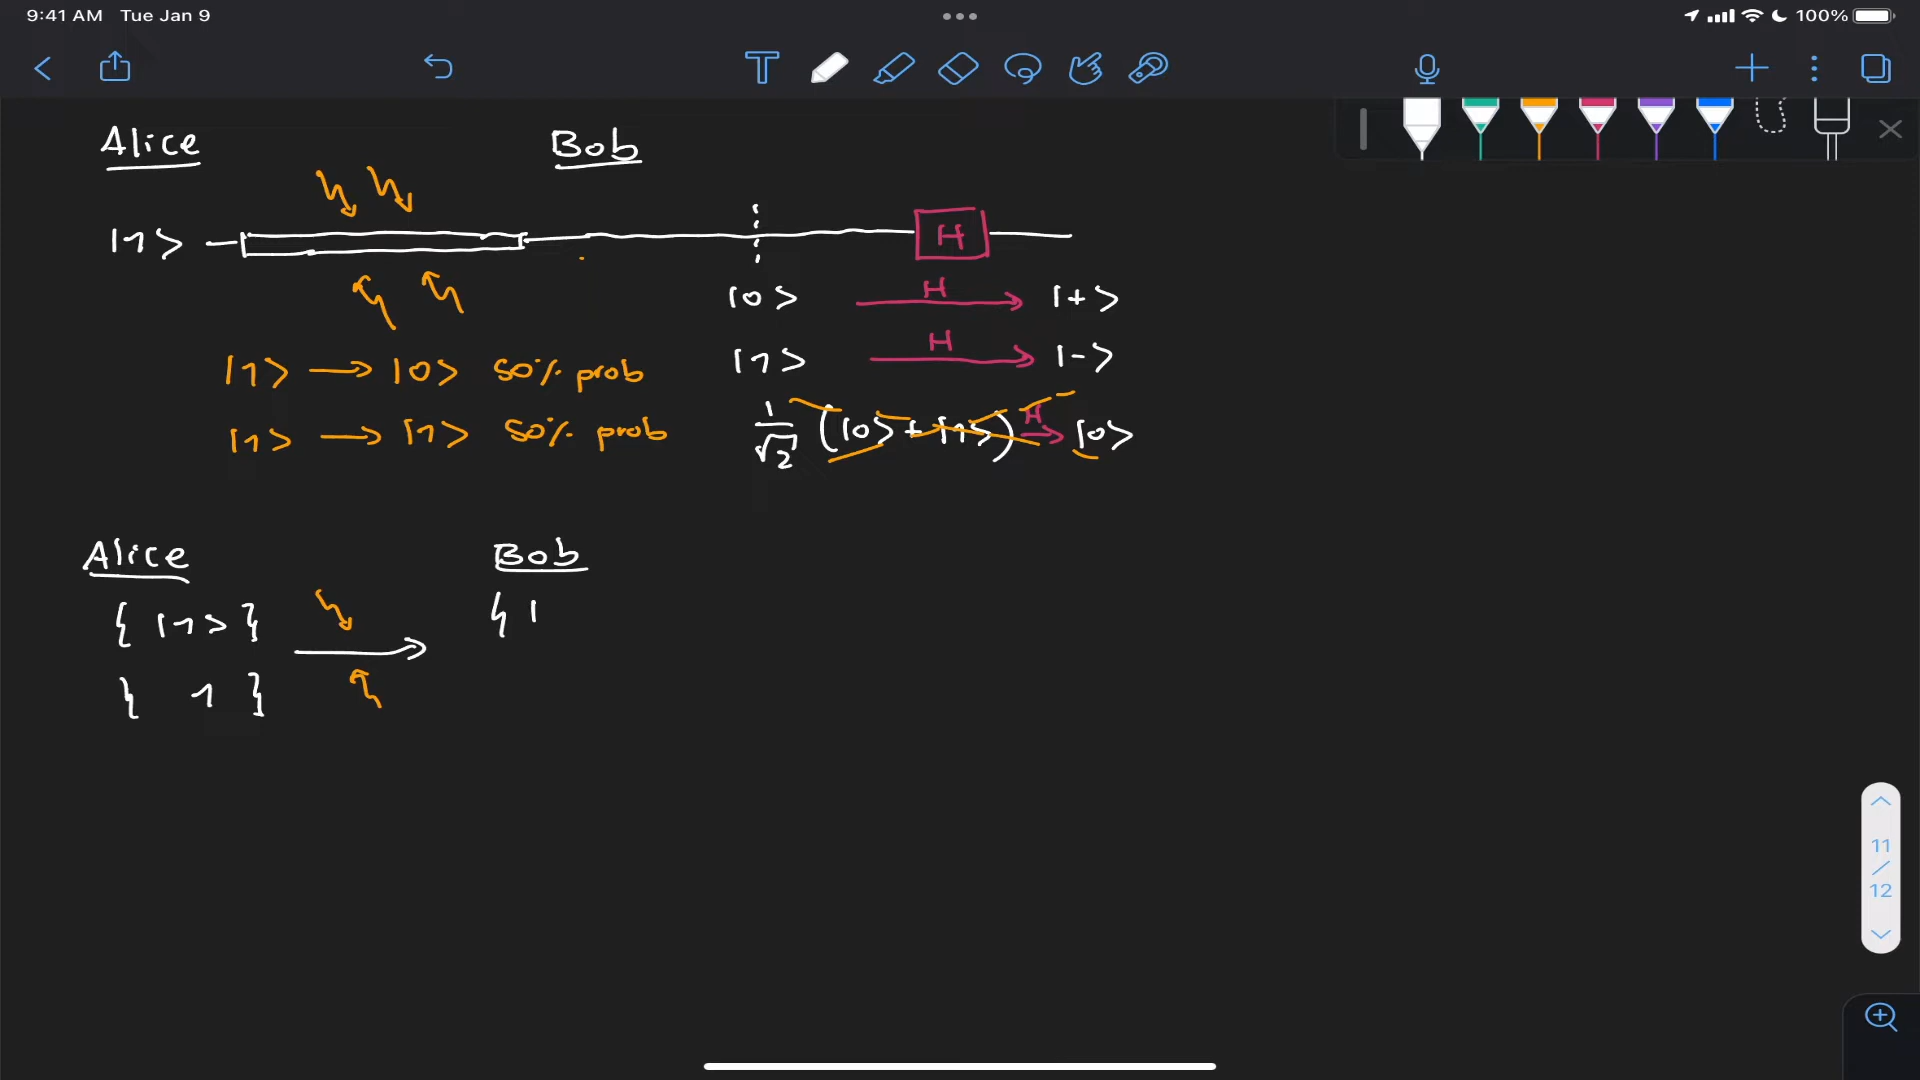 9:41 AM Tue Jan 9
100%
Alice Bob
|1> H
|0> H |+>
|1> H |->
|1> → |0> 50% prob
|1> → |1> 50% prob
1/√2 (|0> + |1>) H → |0>
Alice Bob
{ |1> } → { |
{ 1 }
11
/
12